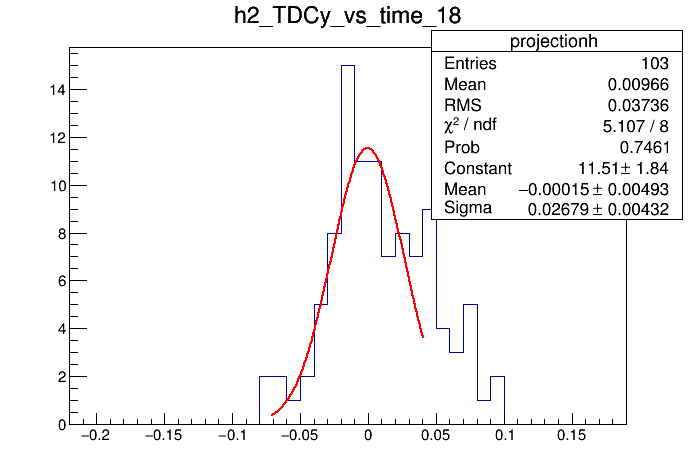 h2_TDCy_vs_time_18
projectionh
Entries 103
Mean 0.00966
RMS 0.03736
χ² / ndf 5.107 / 8
Prob 0.7461
Constant 11.51± 1.84
Mean −0.00015 ± 0.00493
Sigma 0.02679 ± 0.00432
14
12
10
8
6
4
2
0
−0.2 −0.15 −0.1 −0.05 0 0.05 0.1 0.15